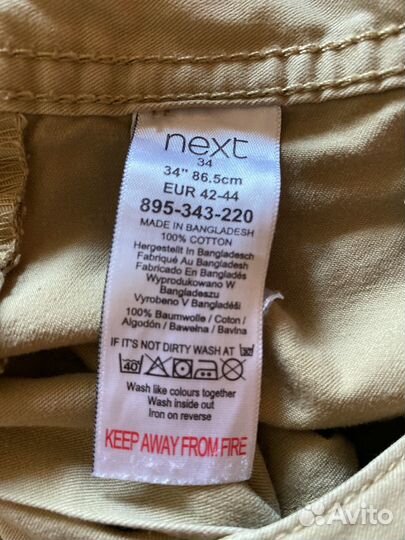 next
34
34" 86.5cm
EUR 42-44
895-343-220
MADE IN BANGLADESH
100% COTTON
Hergestellt In Bangladesch
Fabriqué Au Bangladesh
Fabricado En Bangladés
Wyprodukowano W
Bangladeszu
Vyrobeno V Bangladéši
100% Baumwolle / Coton /
Algodón / Bawełna / Bavlna
IF IT'S NOT DIRTY WASH AT 30
40
Wash like colours together
Wash inside out
Iron on reverse
KEEP AWAY FROM FIRE
Avito